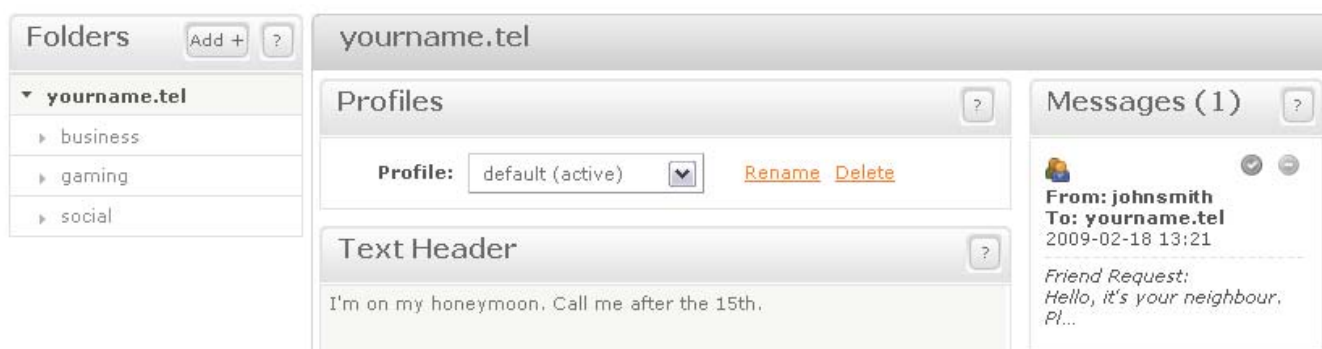 Folders Add + ?
yourname.tel
business
gaming
social
yourname.tel
Profiles ?
Profile: default (active) Rename Delete
Text Header ?
I'm on my honeymoon. Call me after the 15th.
Messages (1) ?
From: johnsmith
To: yourname.tel
2009-02-18 13:21
Friend Request:
Hello, it's your neighbour.
Pl...